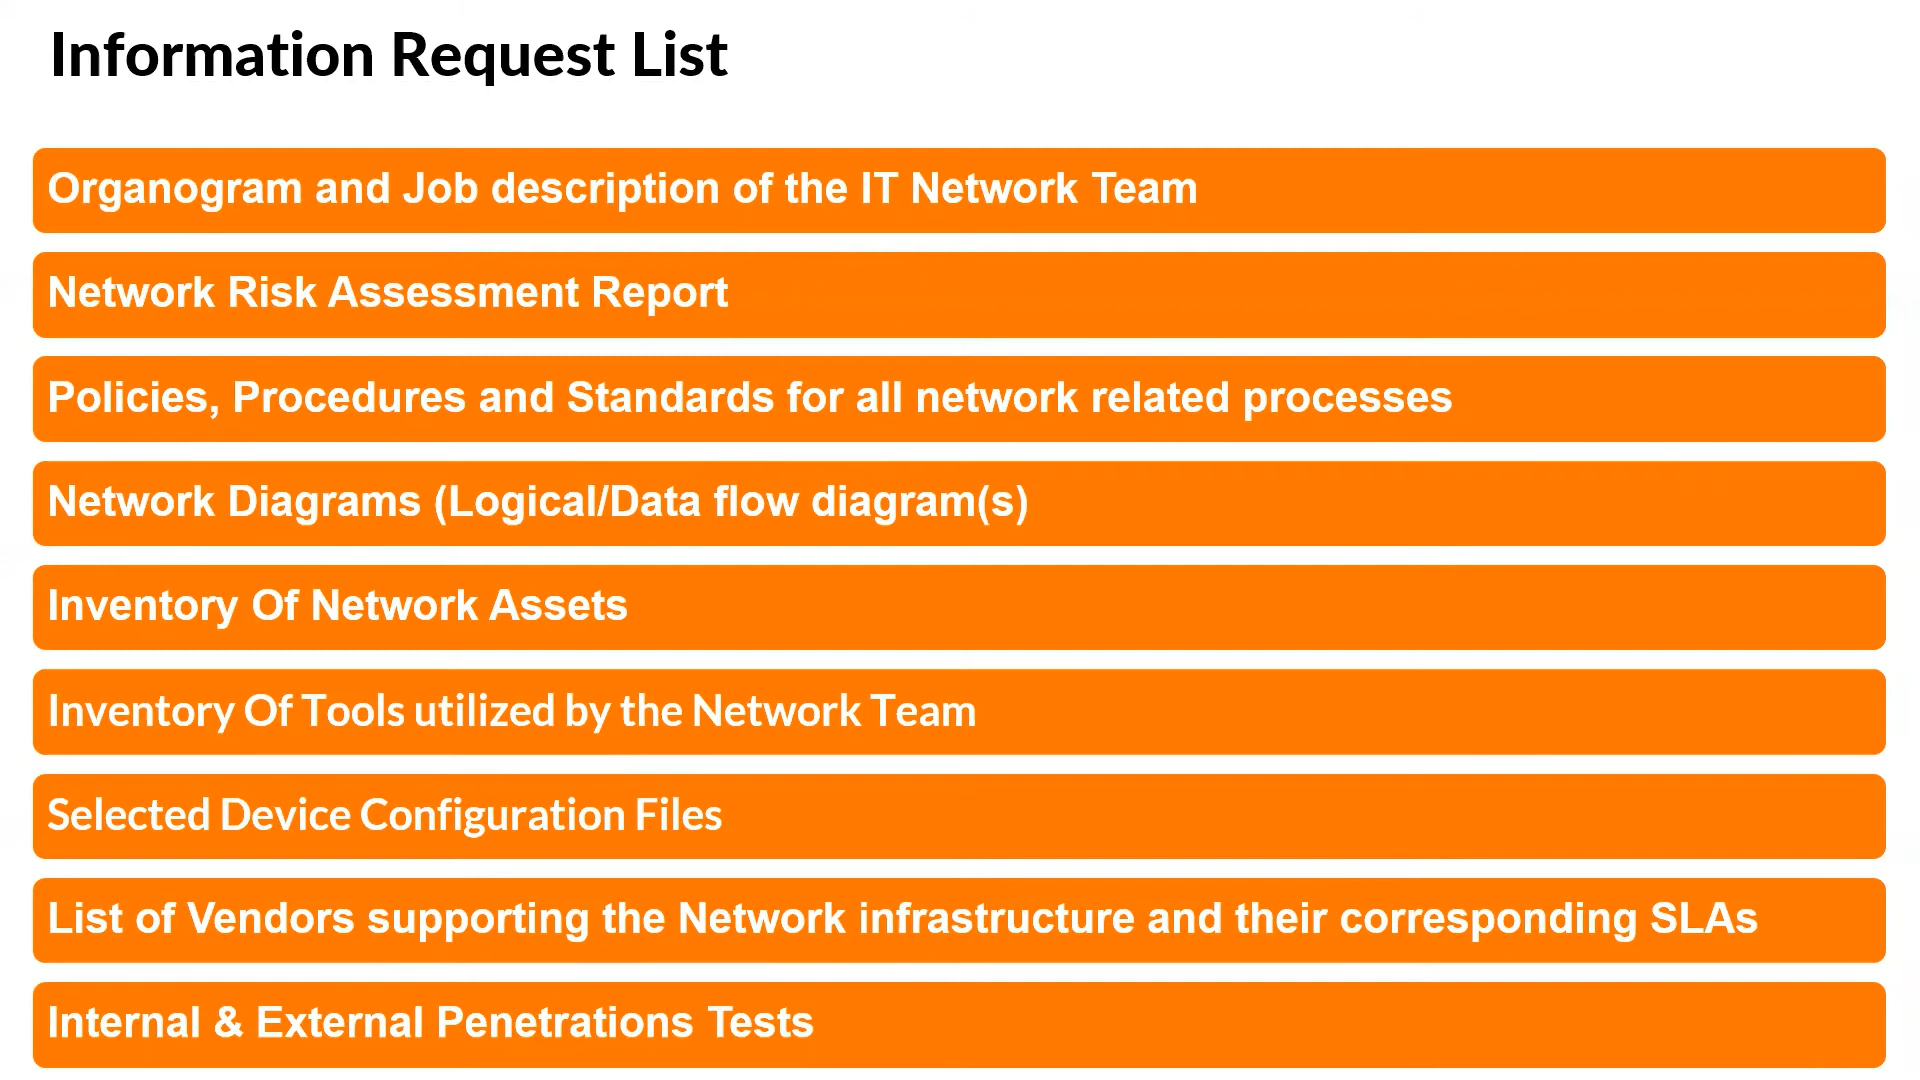 Information Request List
Organogram and Job description of the IT Network Team
Network Risk Assessment Report
Policies, Procedures and Standards for all network related processes
Network Diagrams (Logical/Data flow diagram(s)
Inventory Of Network Assets
Inventory Of Tools utilized by the Network Team
Selected Device Configuration Files
List of Vendors supporting the Network infrastructure and their corresponding SLAs
Internal & External Penetrations Tests